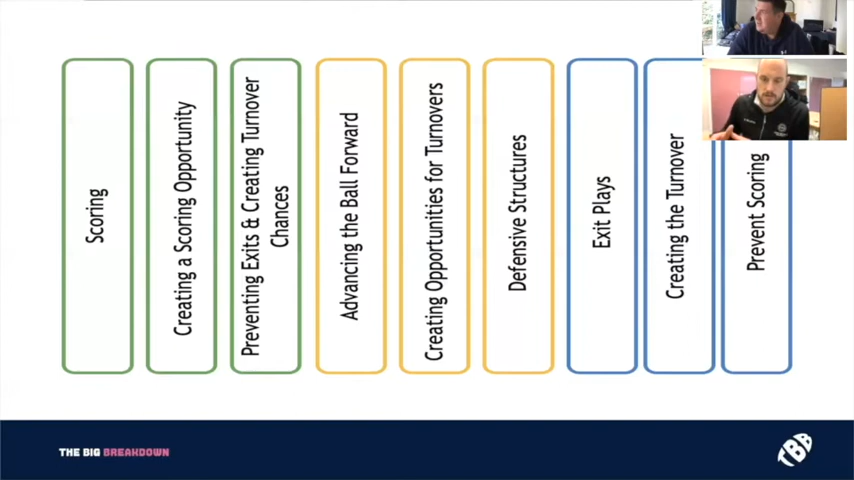 Scoring
Creating a Scoring Opportunity
Preventing Exits & Creating Turnover
Chances
Advancing the Ball Forward
Creating Opportunities for Turnovers
Defensive Structures
Exit Plays
Creating the Turnover
Prevent Scoring
THE BIG BREAKDOWN
TBB